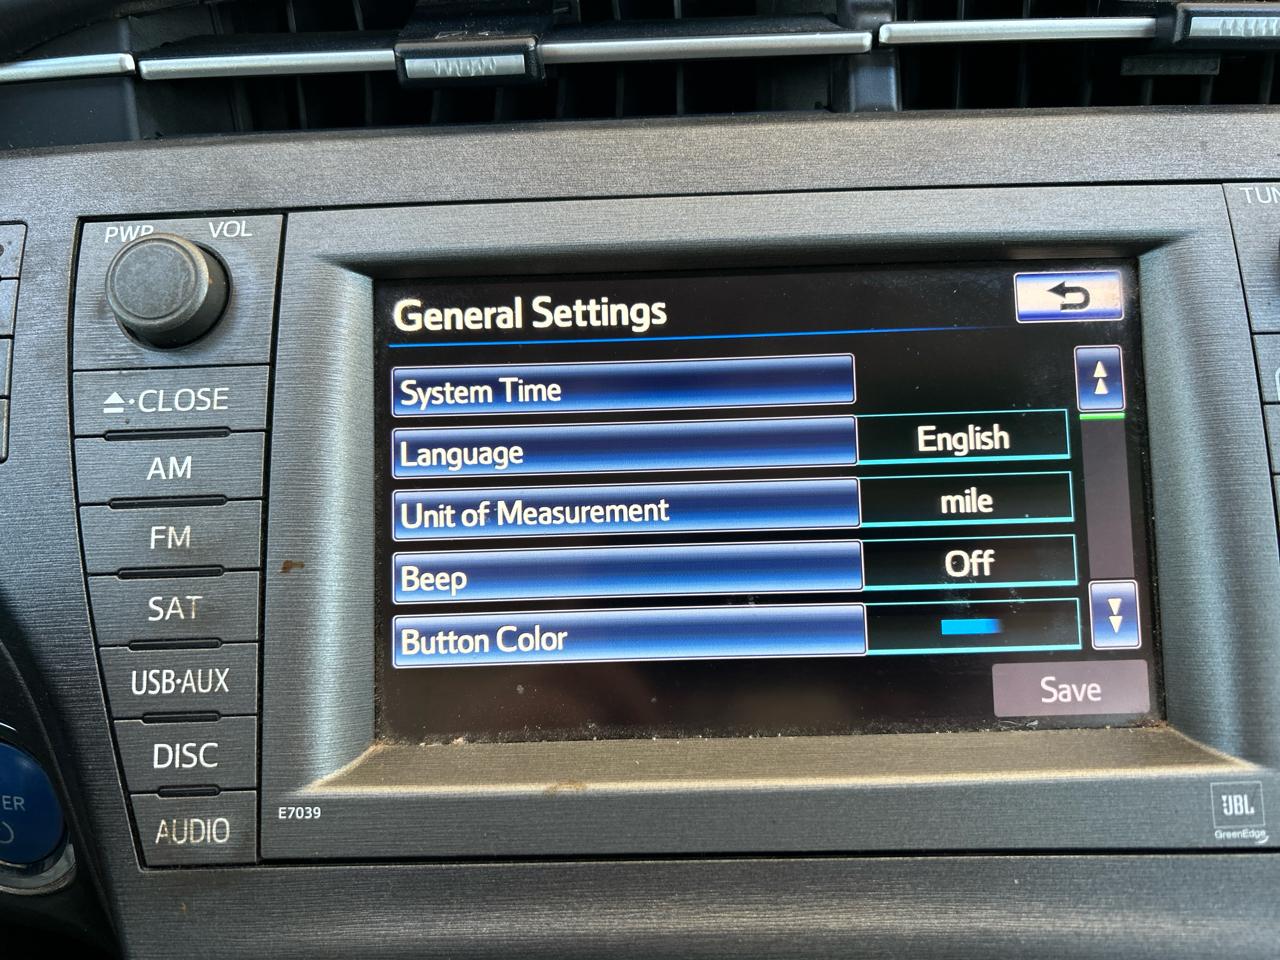 PWR VOL
CLOSE
AM
FM
SAT
USB·AUX
DISC
AUDIO
General Settings
System Time
Language English
Unit of Measurement mile
Beep Off
Button Color
Save
E7039
JBL
GreenEdge